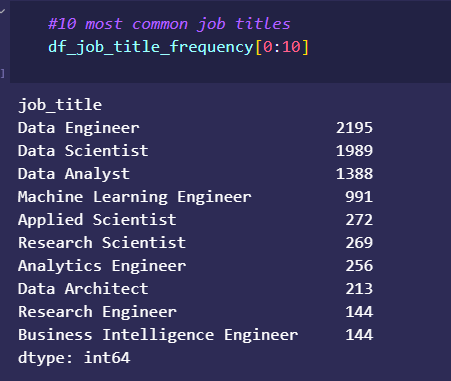 #10 most common job titles
df_job_title_frequency[0:10]
]
job_title
Data Engineer 2195
Data Scientist 1989
Data Analyst 1388
Machine Learning Engineer 991
Applied Scientist 272
Research Scientist 269
Analytics Engineer 256
Data Architect 213
Research Engineer 144
Business Intelligence Engineer 144
dtype: int64